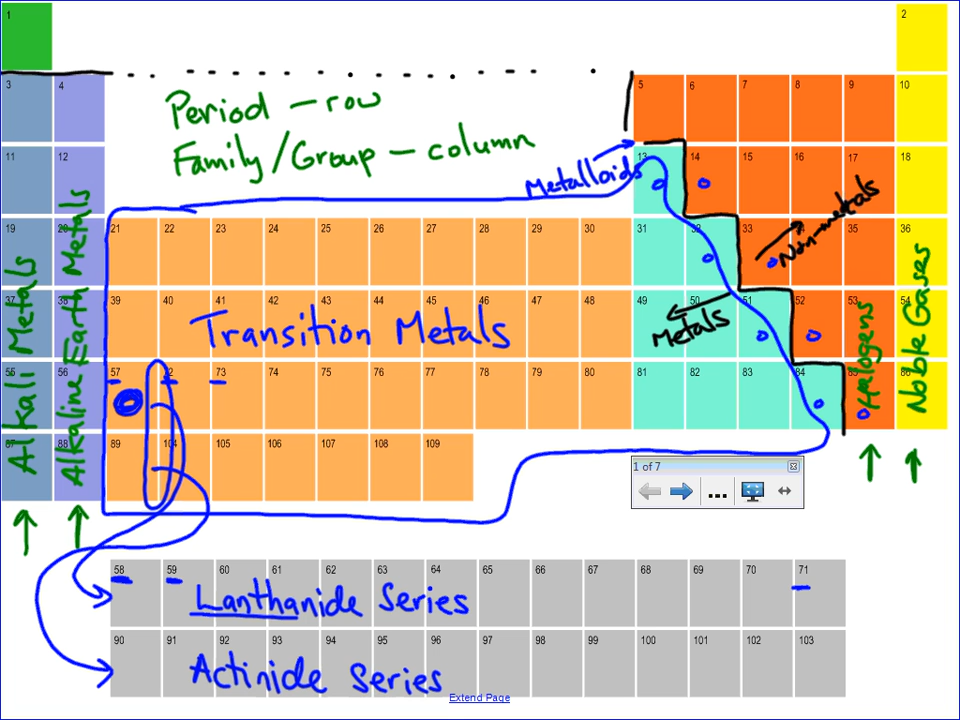 1 2
3 4 5 6 7 8 9 10
Period – row
Family/Group – column
11 12 13 14 15 16 17 18
Metalloids
Non-metals
19 20 21 22 23 24 25 26 27 28 29 30 31 32 33 34 35 36
37 38 39 40 41 42 43 44 45 46 47 48 49 50 51 52 53 54
Transition Metals
Metals
55 56 57 72 73 74 75 76 77 78 79 80 81 82 83 84 85
87 88 89 104 105 106 107 108 109
Alkali Metals
Alkaline Earth Metals
Halogens
Noble Gases
1 of 7
58 59 60 61 62 63 64 65 66 67 68 69 70 71
Lanthanide Series
90 91 92 93 94 95 96 97 98 99 100 101 102 103
Actinide Series
Extend Page